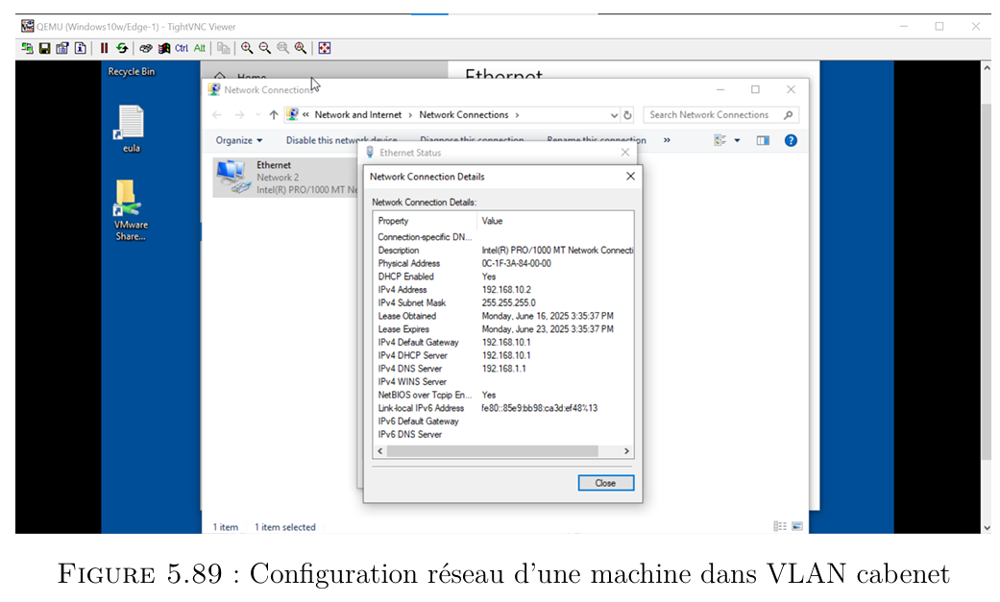 QEMU (Windows10w/Edge-1) - TightVNC Viewer
Ctrl Alt
Recycle Bin
eula
VMware
Share...
Home
Ethernet
Network Connections
« Network and Internet › Network Connections ›
Search Network Connections
Organize
Disable this network device
Diagnose this connection
Rename this connection
»
Ethernet
Network 2
Intel(R) PRO/1000 MT Ne
Ethernet Status
Network Connection Details
Network Connection Details:
Property Value
Connection-specific DN...
Description Intel(R) PRO/1000 MT Network Connecti
Physical Address 0C-1F-3A-84-00-00
DHCP Enabled Yes
IPv4 Address 192.168.10.2
IPv4 Subnet Mask 255.255.255.0
Lease Obtained Monday, June 16, 2025 3:35:37 PM
Lease Expires Monday, June 23, 2025 3:35:37 PM
IPv4 Default Gateway 192.168.10.1
IPv4 DHCP Server 192.168.10.1
IPv4 DNS Server 192.168.1.1
IPv4 WINS Server
NetBIOS over Tcpip En... Yes
Link-local IPv6 Address fe80::85e9:bb98:ca3d:ef48%13
IPv6 Default Gateway
IPv6 DNS Server
Close
1 item 1 item selected
FIGURE 5.89 : Configuration réseau d'une machine dans VLAN cabenet